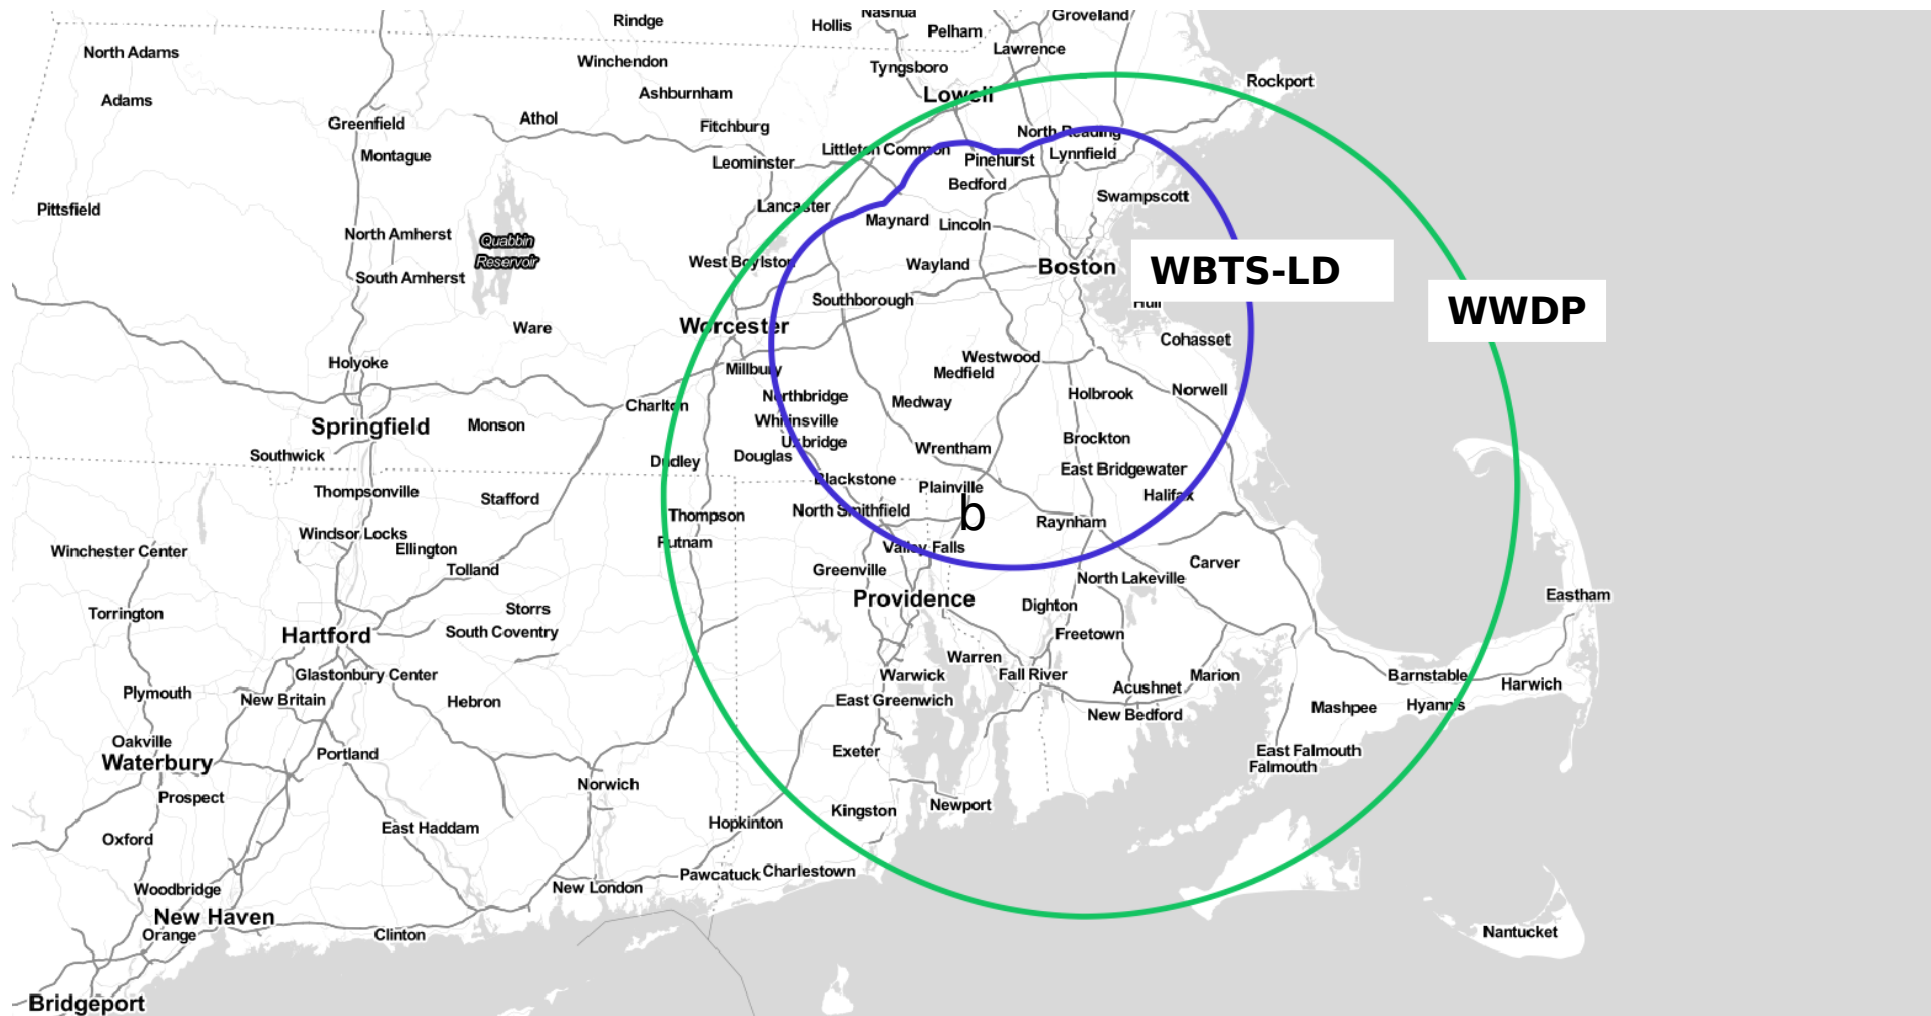 Nashua
Groveland
Rindge
Hollis
Pelham
Lawrence
North Adams
Winchendon
Tyngsboro
Rockport
Adams
Ashburnham
Lowell
Greenfield
Athol
Fitchburg
North Reading
Montague
Leominster
Littleton Common
Pinehurst
Lynnfield
Bedford
Swampscott
Pittsfield
Lancaster
Maynard
Lincoln
North Amherst
Quabbin
Reservoir
West Boylston
Wayland
Boston
WBTS-LD
South Amherst
Southborough
Hull
WWDP
Ware
Worcester
Cohasset
Holyoke
Millbury
Westwood
Medfield
Charlton
Northbridge
Medway
Holbrook
Norwell
Springfield
Monson
Whitinsville
Uxbridge
Brockton
Southwick
Dudley
Douglas
Wrentham
East Bridgewater
Thompsonville
Stafford
Blackstone
Plainville
Halifax
b
Thompson
North Smithfield
Raynham
Windsor Locks
Winchester Center
Ellington
Putnam
Valley Falls
Tolland
Greenville
North Lakeville
Carver
Torrington
Storrs
Providence
Dighton
Eastham
Hartford
South Coventry
Freetown
Glastonbury Center
Warren
Warwick
Fall River
Marion
Barnstable
Harwich
Plymouth
New Britain
Hebron
East Greenwich
Acushnet
New Bedford
Mashpee
Hyannis
Oakville
Waterbury
Portland
Exeter
East Falmouth
Falmouth
Prospect
Norwich
Newport
Kingston
Oxford
East Haddam
Hopkinton
Woodbridge
New London
Pawcatuck
Charlestown
New Haven
Orange
Clinton
Nantucket
Bridgeport